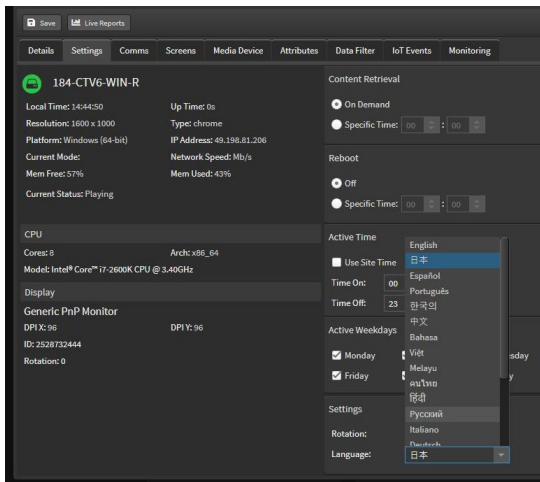 Save Live Reports
Details Settings Comms Screens Media Device Attributes Data Filter IoT Events Monitoring
184-CTV6-WIN-R
Local Time: 14:44:50 Up Time: 0s
Resolution: 1600 x 1000 Type: chrome
Platform: Windows (64-bit) IP Address: 49.198.81.206
Current Mode: Network Speed: Mb/s
Mem Free: 57% Mem Used: 43%
Current Status: Playing
CPU
Cores: 8 Arch: x86_64
Model: Intel® Core™ i7-2600K CPU @ 3.40GHz
Display
Generic PnP Monitor
DPI X: 96 DPI Y: 96
ID: 2528732444
Rotation: 0
Content Retrieval
On Demand
Specific Time: 00 : 00
Reboot
Off
Specific Time: 00 : 00
Active Time
Use Site Time
Time On: 00
Time Off: 23
Active Weekdays
Monday sday
Friday y
Settings
Rotation:
Language: 日本
English
日本
Español
Português
한국의
中文
Bahasa
Việt
Melayu
คนไทย
हिंदी
Русский
Italiano
Deutsch